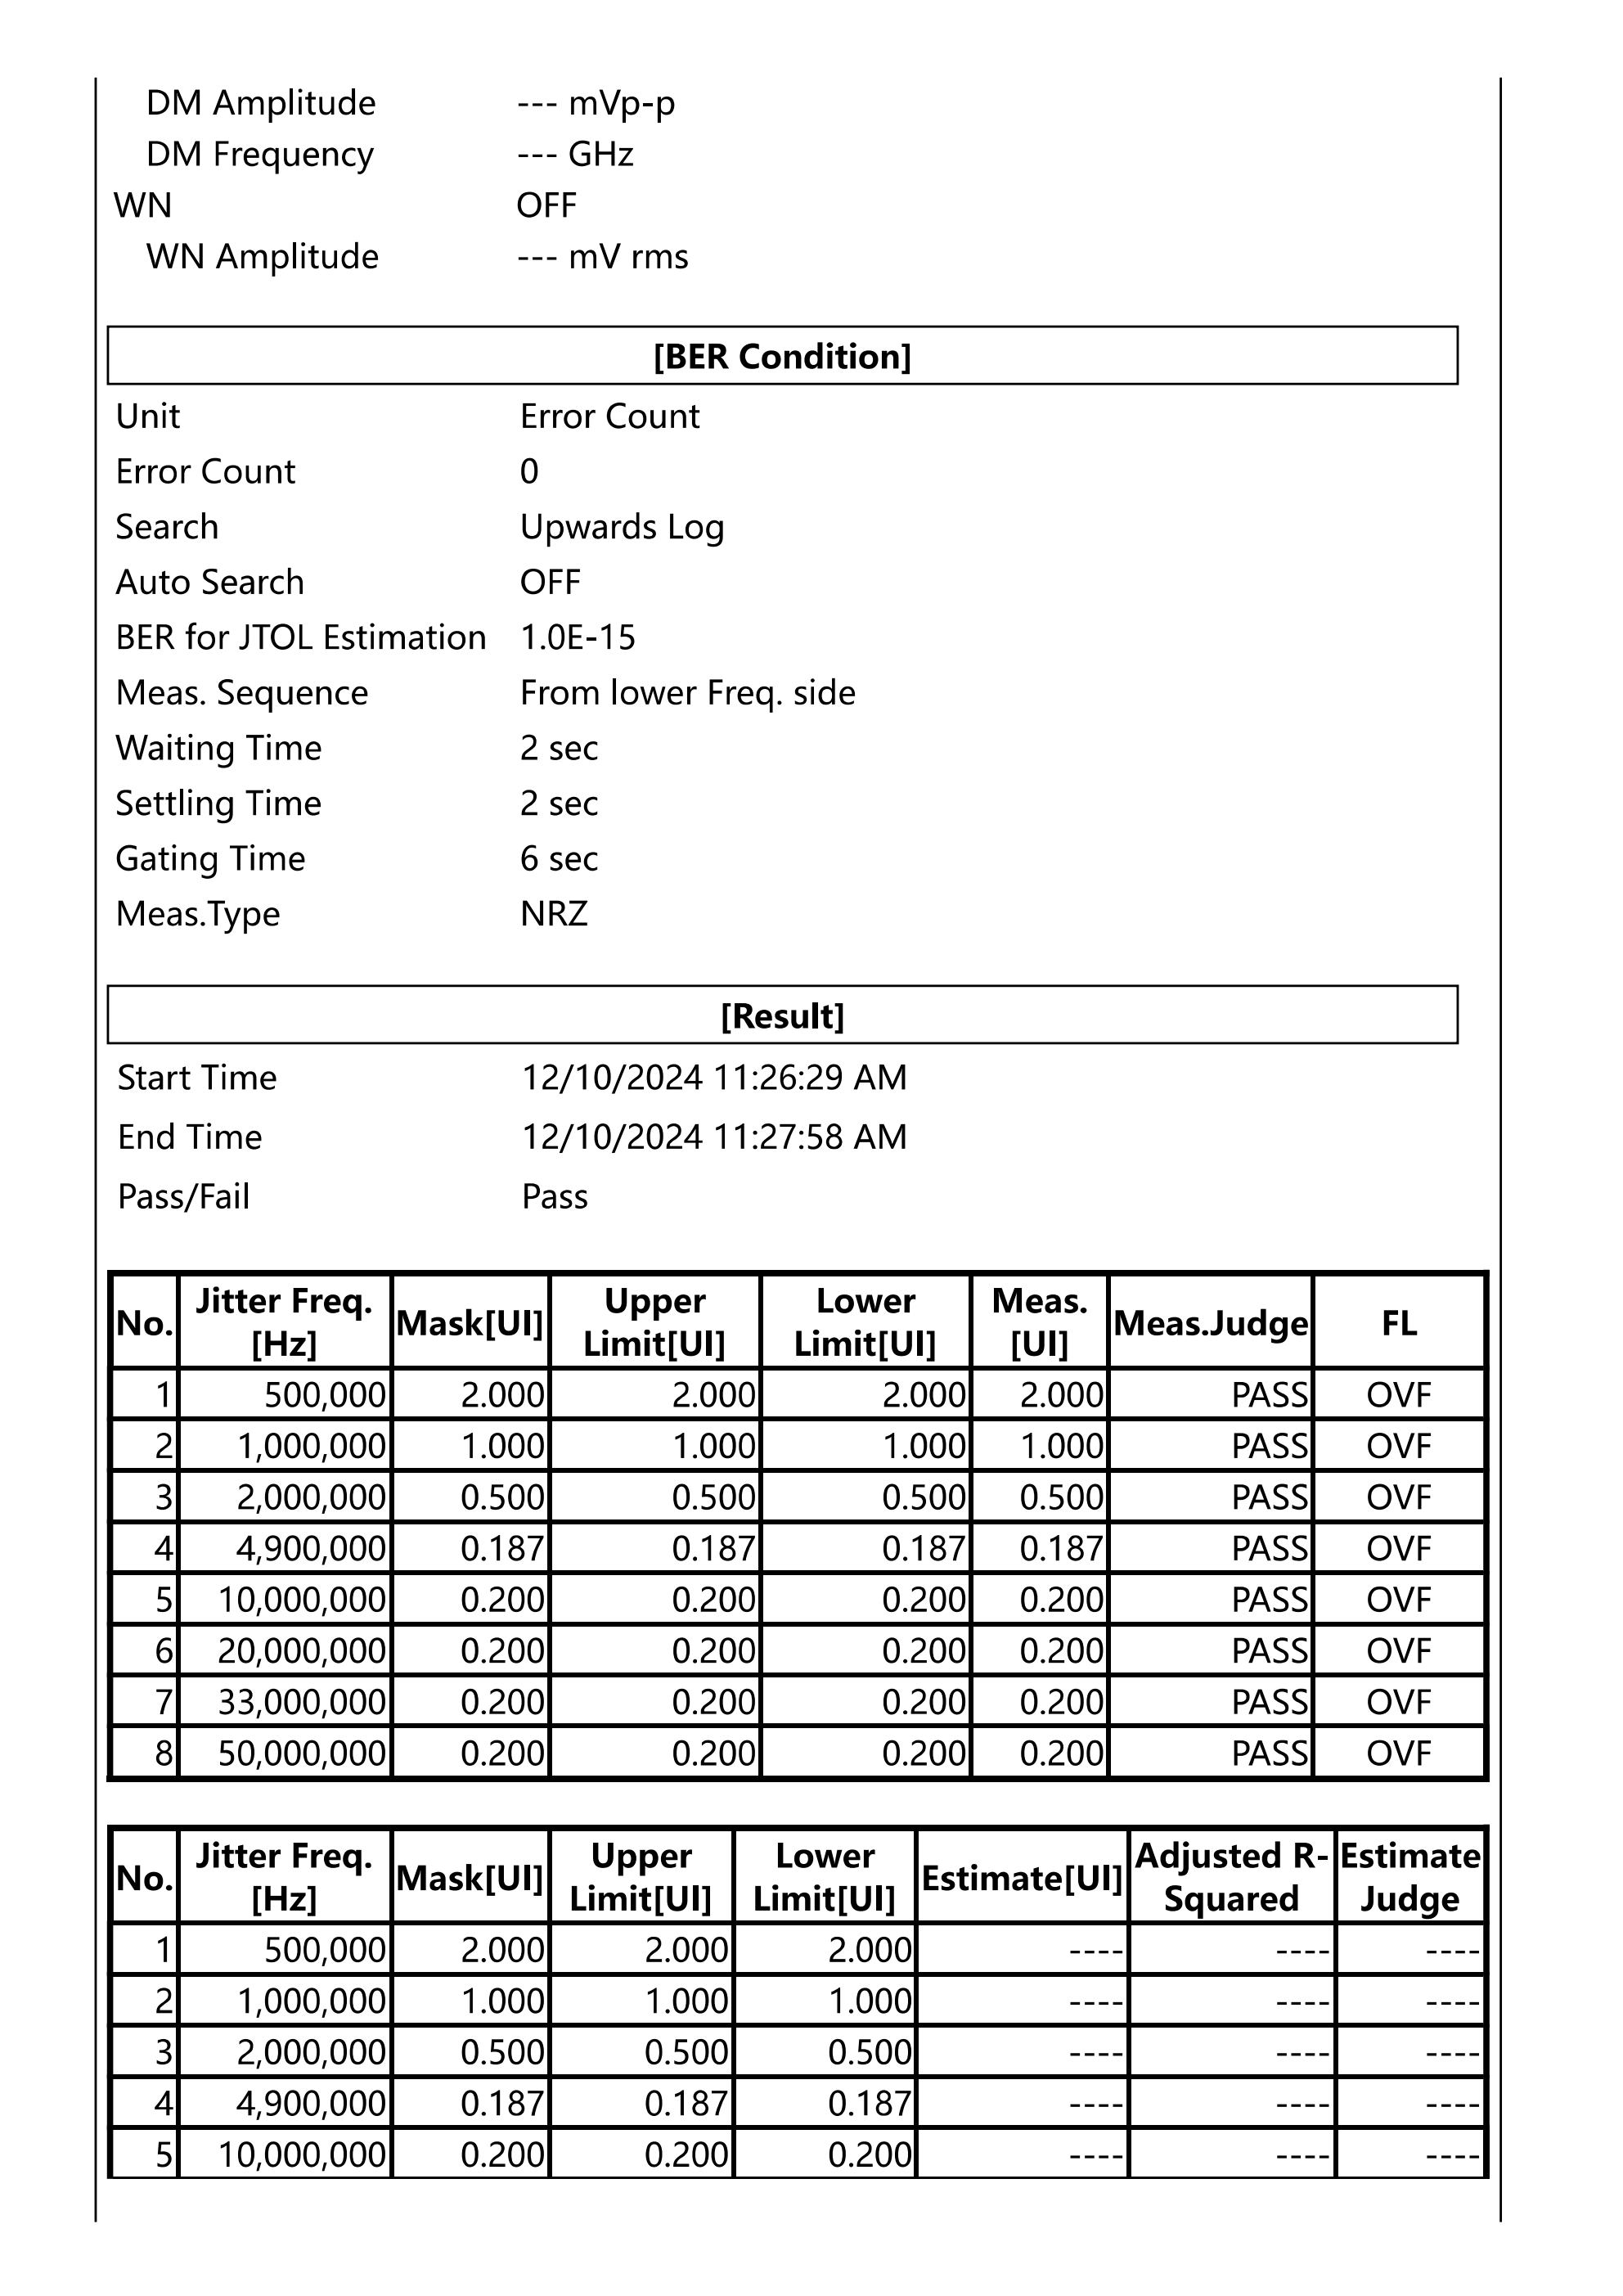 DM Amplitude --- mVp-p
DM Frequency --- GHz
WN OFF
WN Amplitude --- mV rms
[BER Condition]
Unit Error Count
Error Count 0
Search Upwards Log
Auto Search OFF
BER for JTOL Estimation 1.0E-15
Meas. Sequence From lower Freq. side
Waiting Time 2 sec
Settling Time 2 sec
Gating Time 6 sec
Meas.Type NRZ
[Result]
Start Time 12/10/2024 11:26:29 AM
End Time 12/10/2024 11:27:58 AM
Pass/Fail Pass
No. Jitter Freq. [Hz] Mask[UI] Upper Limit[UI] Lower Limit[UI] Meas. [UI] Meas.Judge FL
1 500,000 2.000 2.000 2.000 2.000 PASS OVF
2 1,000,000 1.000 1.000 1.000 1.000 PASS OVF
3 2,000,000 0.500 0.500 0.500 0.500 PASS OVF
4 4,900,000 0.187 0.187 0.187 0.187 PASS OVF
5 10,000,000 0.200 0.200 0.200 0.200 PASS OVF
6 20,000,000 0.200 0.200 0.200 0.200 PASS OVF
7 33,000,000 0.200 0.200 0.200 0.200 PASS OVF
8 50,000,000 0.200 0.200 0.200 0.200 PASS OVF
No. Jitter Freq. [Hz] Mask[UI] Upper Limit[UI] Lower Limit[UI] Estimate[UI] Adjusted R-Squared Estimate Judge
1 500,000 2.000 2.000 2.000 ---- ---- ----
2 1,000,000 1.000 1.000 1.000 ---- ---- ----
3 2,000,000 0.500 0.500 0.500 ---- ---- ----
4 4,900,000 0.187 0.187 0.187 ---- ---- ----
5 10,000,000 0.200 0.200 0.200 ---- ---- ----